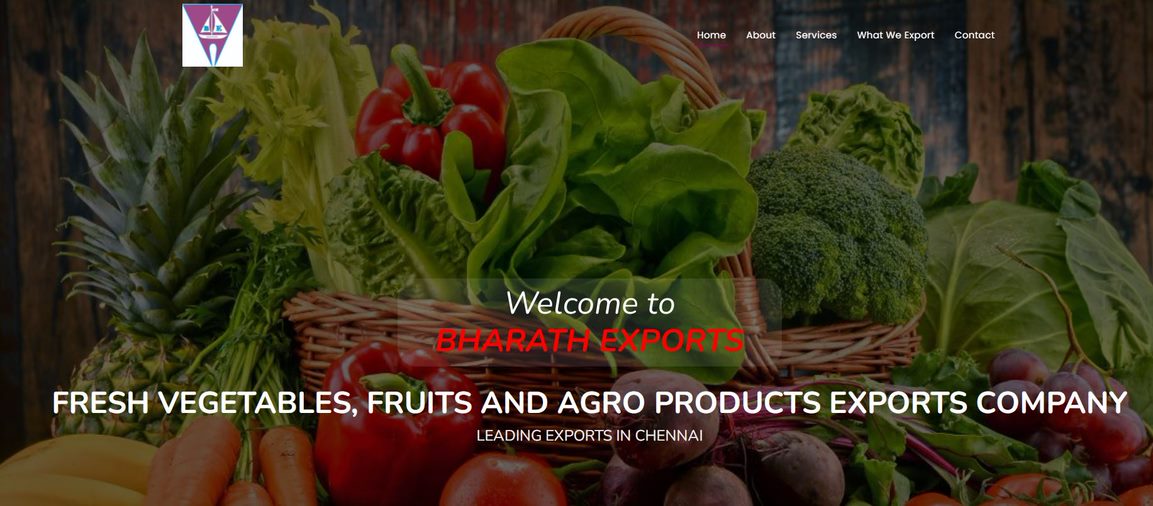 B E
Home About Services What We Export Contact
Welcome to
BHARATH EXPORTS
FRESH VEGETABLES, FRUITS AND AGRO PRODUCTS EXPORTS COMPANY
LEADING EXPORTS IN CHENNAI